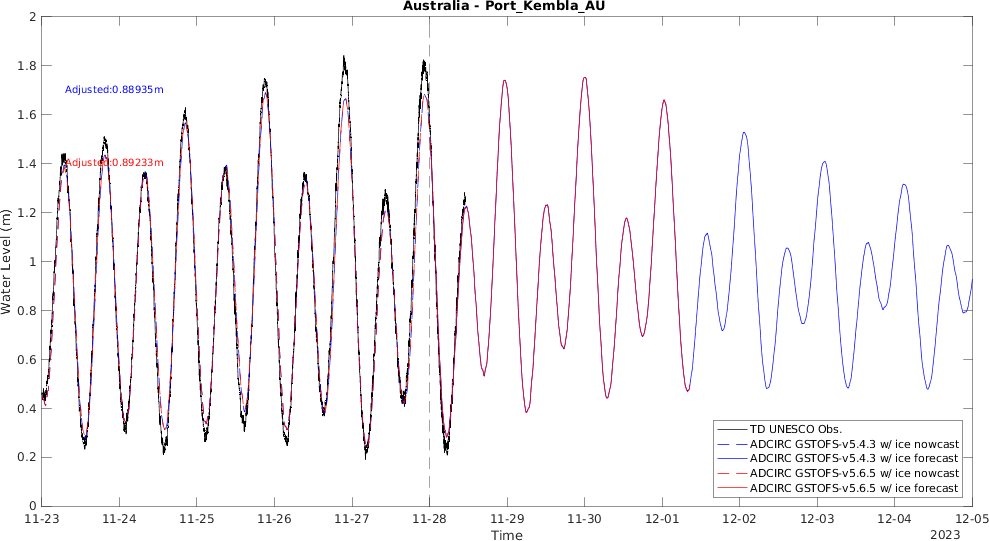 Australia - Port_Kembla_AU
2
1.8
1.6
1.4
1.2
1
0.8
0.6
0.4
0.2
0
Water Level (m)
Adjusted:0.88935m
Adjusted:0.89233m
TD UNESCO Obs.
ADCIRC GSTOFS-v5.4.3 w/ ice nowcast
ADCIRC GSTOFS-v5.4.3 w/ ice forecast
ADCIRC GSTOFS-v5.6.5 w/ ice nowcast
ADCIRC GSTOFS-v5.6.5 w/ ice forecast
11-23 11-24 11-25 11-26 11-27 11-28 11-29 11-30 12-01 12-02 12-03 12-04 12-05
Time
2023